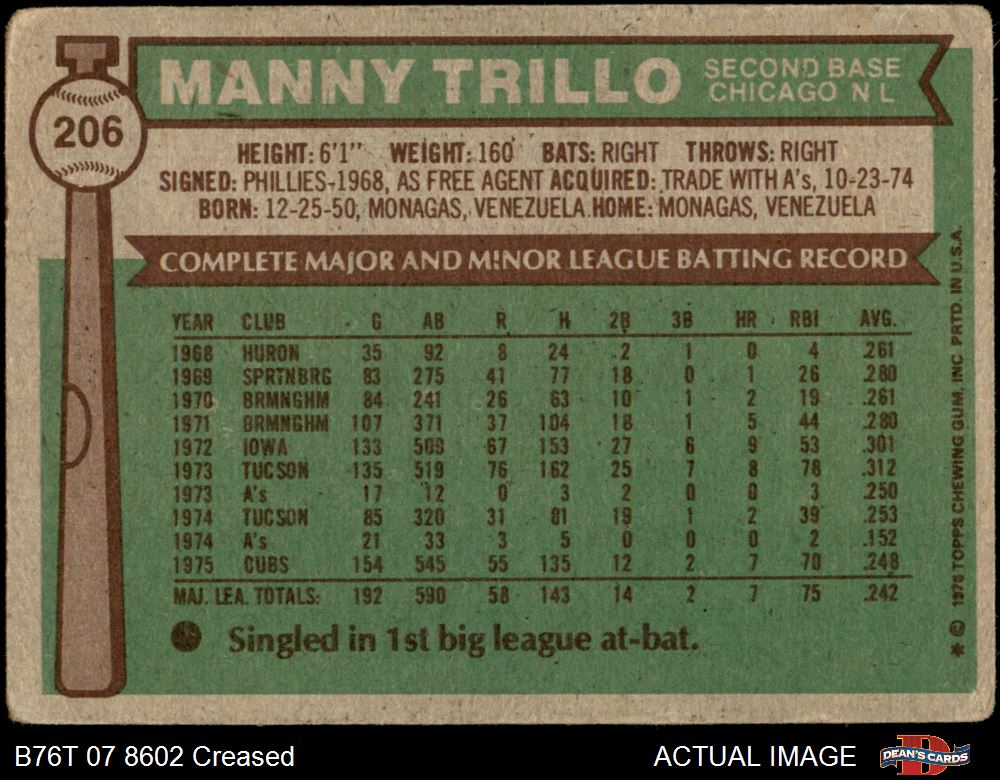 206
MANNY TRILLO
SECOND BASE
CHICAGO N L
HEIGHT: 6'1" WEIGHT: 160 BATS: RIGHT THROWS: RIGHT
SIGNED: PHILLIES-1968, AS FREE AGENT ACQUIRED: TRADE WITH A's, 10-23-74
BORN: 12-25-50, MONAGAS, VENEZUELA HOME: MONAGAS, VENEZUELA
COMPLETE MAJOR AND MINOR LEAGUE BATTING RECORD
YEAR CLUB G AB R H 2B 3B HR RBI AVG.
1968 HURON 35 92 8 24 2 1 0 4 .261
1969 SPRTNBRG 83 275 41 77 18 0 1 26 .280
1970 BRMNGHM 84 241 26 63 10 1 2 19 .261
1971 BRMNGHM 107 371 37 104 18 1 5 44 .280
1972 IOWA 133 509 67 153 27 6 9 53 .301
1973 TUCSON 135 519 76 162 25 7 8 78 .312
1973 A's 17 12 0 3 2 0 0 3 .250
1974 TUCSON 85 320 31 81 19 1 2 39 .253
1974 A's 21 33 3 5 0 0 0 2 .152
1975 CUBS 154 545 55 135 12 2 7 70 .248
MAJ. LEA. TOTALS: 192 590 58 143 14 2 7 75 .242
Singled in 1st big league at-bat.
* © 1976 TOPPS CHEWING GUM, INC. PRTD. IN U.S.A.
B76T 07 8602 Creased
ACTUAL IMAGE
DEAN'S CARDS